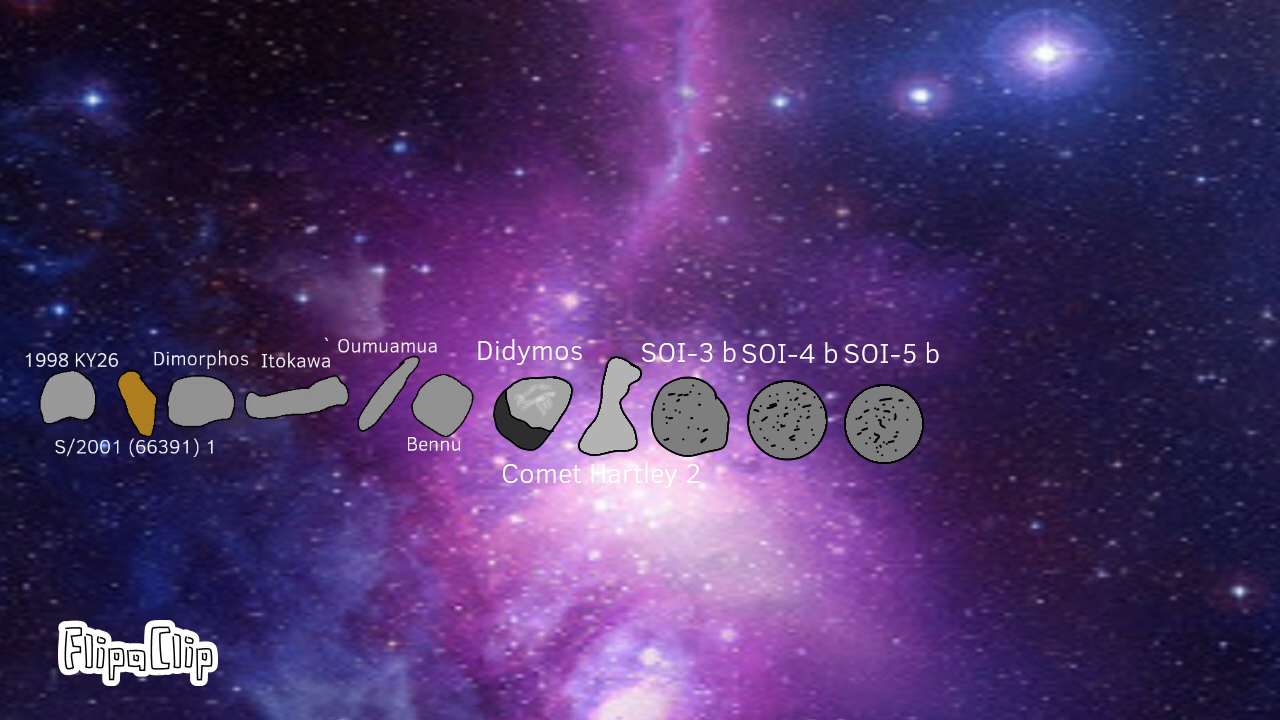 1998 KY26
S/2001 (66391) 1
Dimorphos
Itokawa
` Oumuamua
Bennu
Didymos
Comet Hartley 2
SOI-3 b
SOI-4 b
SOI-5 b
FlipaClip